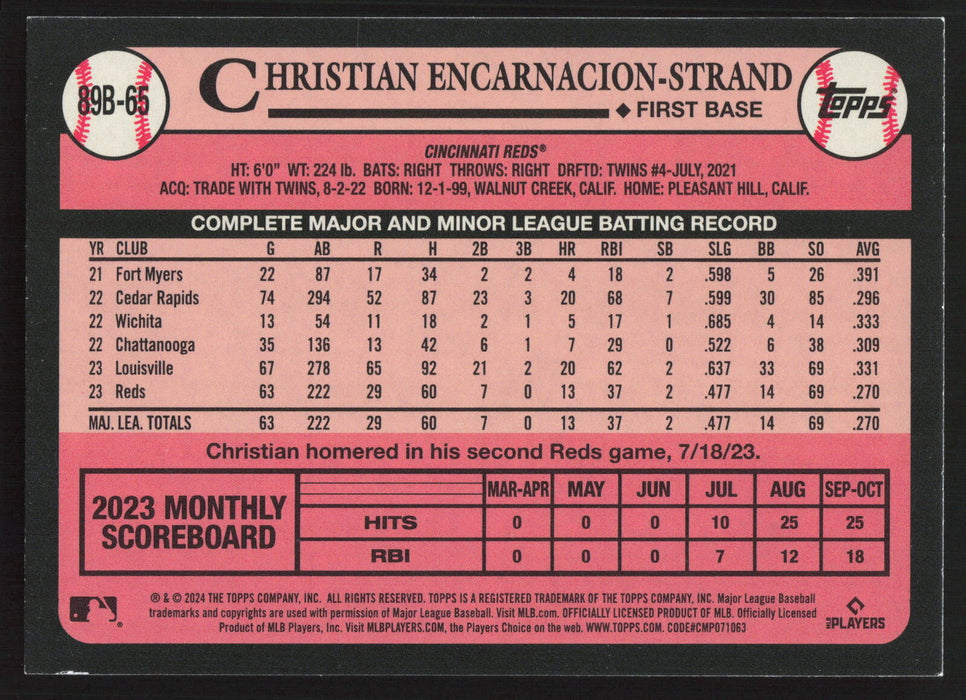 89B-65
CHRISTIAN ENCARNACION-STRAND
◆ FIRST BASE
Topps
CINCINNATI REDS®
HT: 6'0" WT: 224 lb. BATS: RIGHT THROWS: RIGHT DRFTD: TWINS #4-JULY, 2021
ACQ: TRADE WITH TWINS, 8-2-22 BORN: 12-1-99, WALNUT CREEK, CALIF. HOME: PLEASANT HILL, CALIF.
COMPLETE MAJOR AND MINOR LEAGUE BATTING RECORD
YR CLUB G AB R H 2B 3B HR RBI SB SLG BB SO AVG
21 Fort Myers 22 87 17 34 2 2 4 18 2 .598 5 26 .391
22 Cedar Rapids 74 294 52 87 23 3 20 68 7 .599 30 85 .296
22 Wichita 13 54 11 18 2 1 5 17 1 .685 4 14 .333
22 Chattanooga 35 136 13 42 6 1 7 29 0 .522 6 38 .309
23 Louisville 67 278 65 92 21 2 20 62 2 .637 33 69 .331
23 Reds 63 222 29 60 7 0 13 37 2 .477 14 69 .270
MAJ. LEA. TOTALS 63 222 29 60 7 0 13 37 2 .477 14 69 .270
Christian homered in his second Reds game, 7/18/23.
2023 MONTHLY
SCOREBOARD
MAR-APR MAY JUN JUL AUG SEP-OCT
HITS 0 0 0 10 25 25
RBI 0 0 0 7 12 18
® & © 2024 THE TOPPS COMPANY, INC. ALL RIGHTS RESERVED. TOPPS IS A REGISTERED TRADEMARK OF THE TOPPS COMPANY, INC. Major League Baseball
trademarks and copyrights are used with permission of Major League Baseball. Visit MLB.com. OFFICIALLY LICENSED PRODUCT OF MLB. Officially Licensed
Product of MLB Players, Inc. Visit MLBPLAYERS.COM, the Players Choice on the web. WWW.TOPPS.COM. CODE#CMP071063
MLB PLAYERS